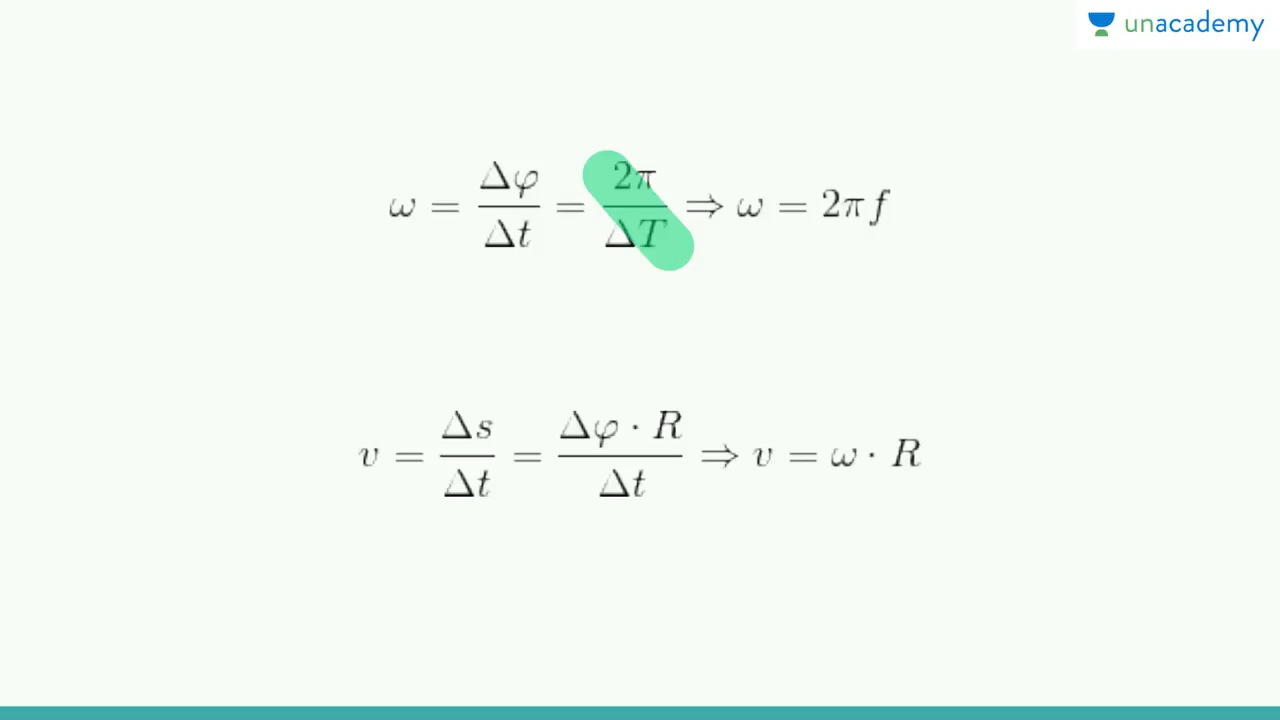 unacademy
ω = Δφ/Δt = 2π/ΔT ⇒ ω = 2πf
v = Δs/Δt = Δφ · R/Δt ⇒ v = ω · R